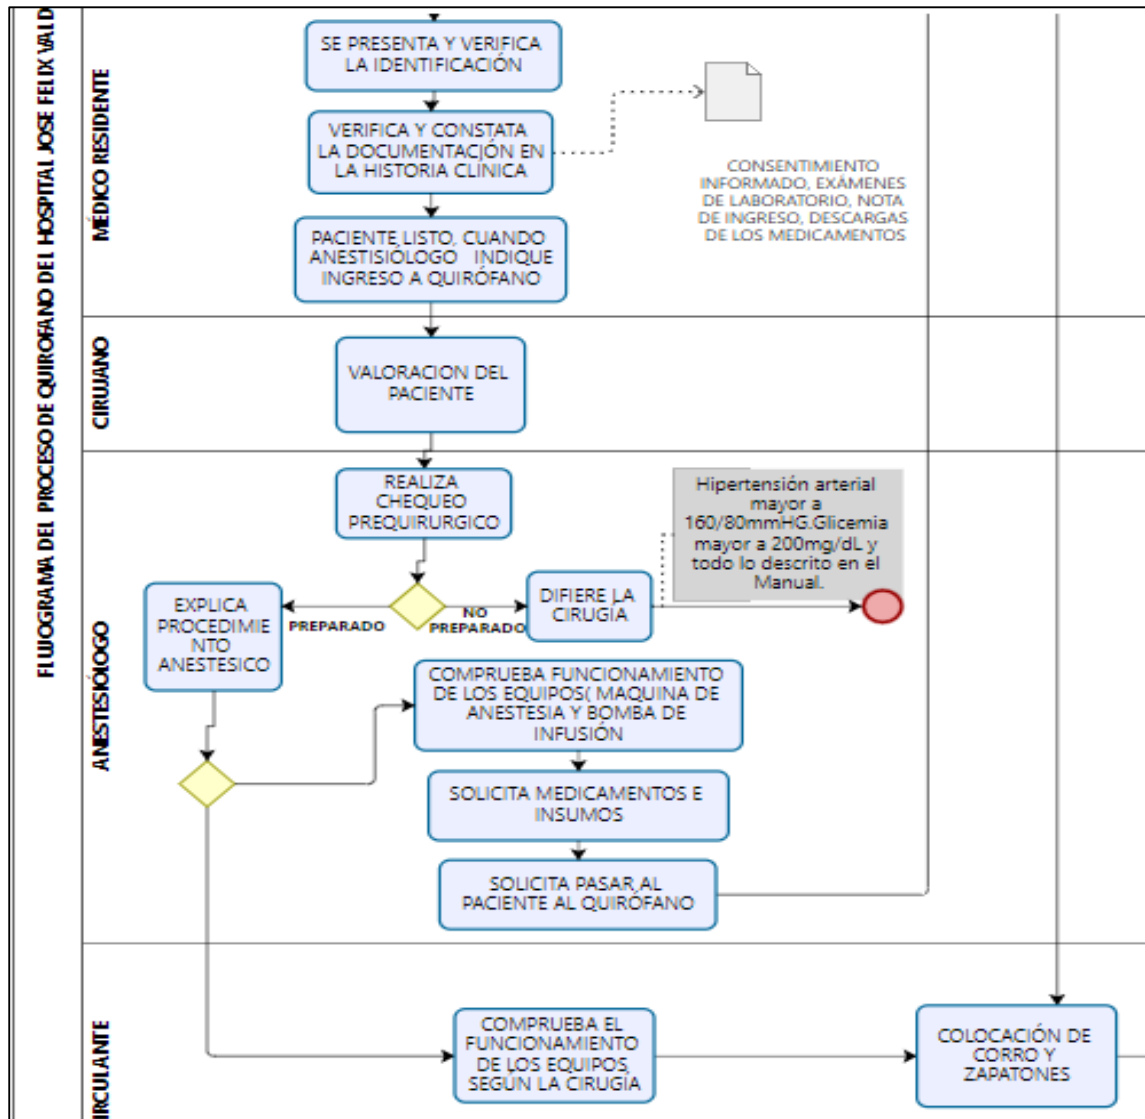 FLUJOGRAMA DEL PROCESO DE QUIROFANO DEL HOSPITAL JOSE FELIX VALD
MÉDICO RESIDENTE
SE PRESENTA Y VERIFICA
LA IDENTIFICACIÓN
VERIFICA Y CONSTATA
LA DOCUMENTACIÓN EN
LA HISTORIA CLÍNICA
CONSENTIMIENTO
INFORMADO, EXÁMENES
DE LABORATORIO, NOTA
DE INGRESO, DESCARGAS
DE LOS MEDICAMENTOS
PACIENTE LISTO, CUANDO
ANESTISIÓLOGO INDIQUE
INGRESO A QUIRÓFANO
CIRUJANO
VALORACION DEL
PACIENTE
ANESTESIÓLOGO
REALIZA
CHEQUEO
PREQUIRURGICO
Hipertensión arterial
mayor a
160/80mmHG.Glicemia
mayor a 200mg/dL y
todo lo descrito en el
Manual.
EXPLICA
PROCEDIMIE
NTO
ANESTESICO
PREPARADO
NO
PREPARADO
DIFIERE LA
CIRUGÍA
COMPRUEBA FUNCIONAMIENTO
DE LOS EQUIPOS( MAQUINA DE
ANESTESIA Y BOMBA DE
INFUSIÓN
SOLICITA MEDICAMENTOS E
INSUMOS
SOLICITA PASAR AL
PACIENTE AL QUIRÓFANO
IRCULANTE
COMPRUEBA EL
FUNCIONAMIENTO
DE LOS EQUIPOS,
SEGÚN LA CIRUGÍA
COLOCACIÓN DE
CORRO Y
ZAPATONES